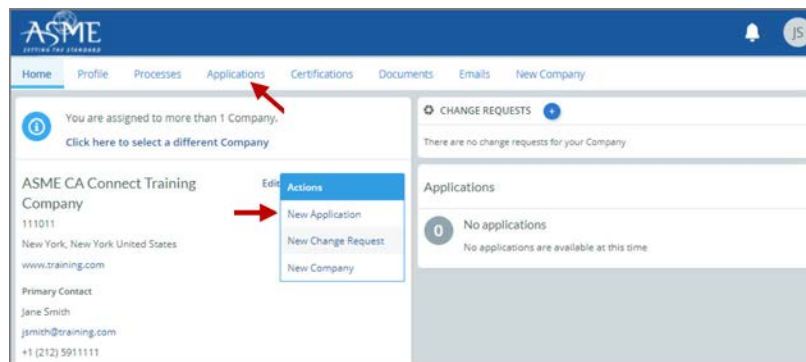 ASME
SETTING THE STANDARD
JS
Home Profile Processes Applications Certifications Documents Emails New Company
You are assigned to more than 1 Company.
Click here to select a different Company
ASME CA Connect Training
Company
Edit
111011
New York, New York United States
www.training.com
Primary Contact
Jane Smith
jsmith@training.com
+1 (212) 5911111
Actions
New Application
New Change Request
New Company
CHANGE REQUESTS
There are no change requests for your Company
Applications
0
No applications
No applications are available at this time